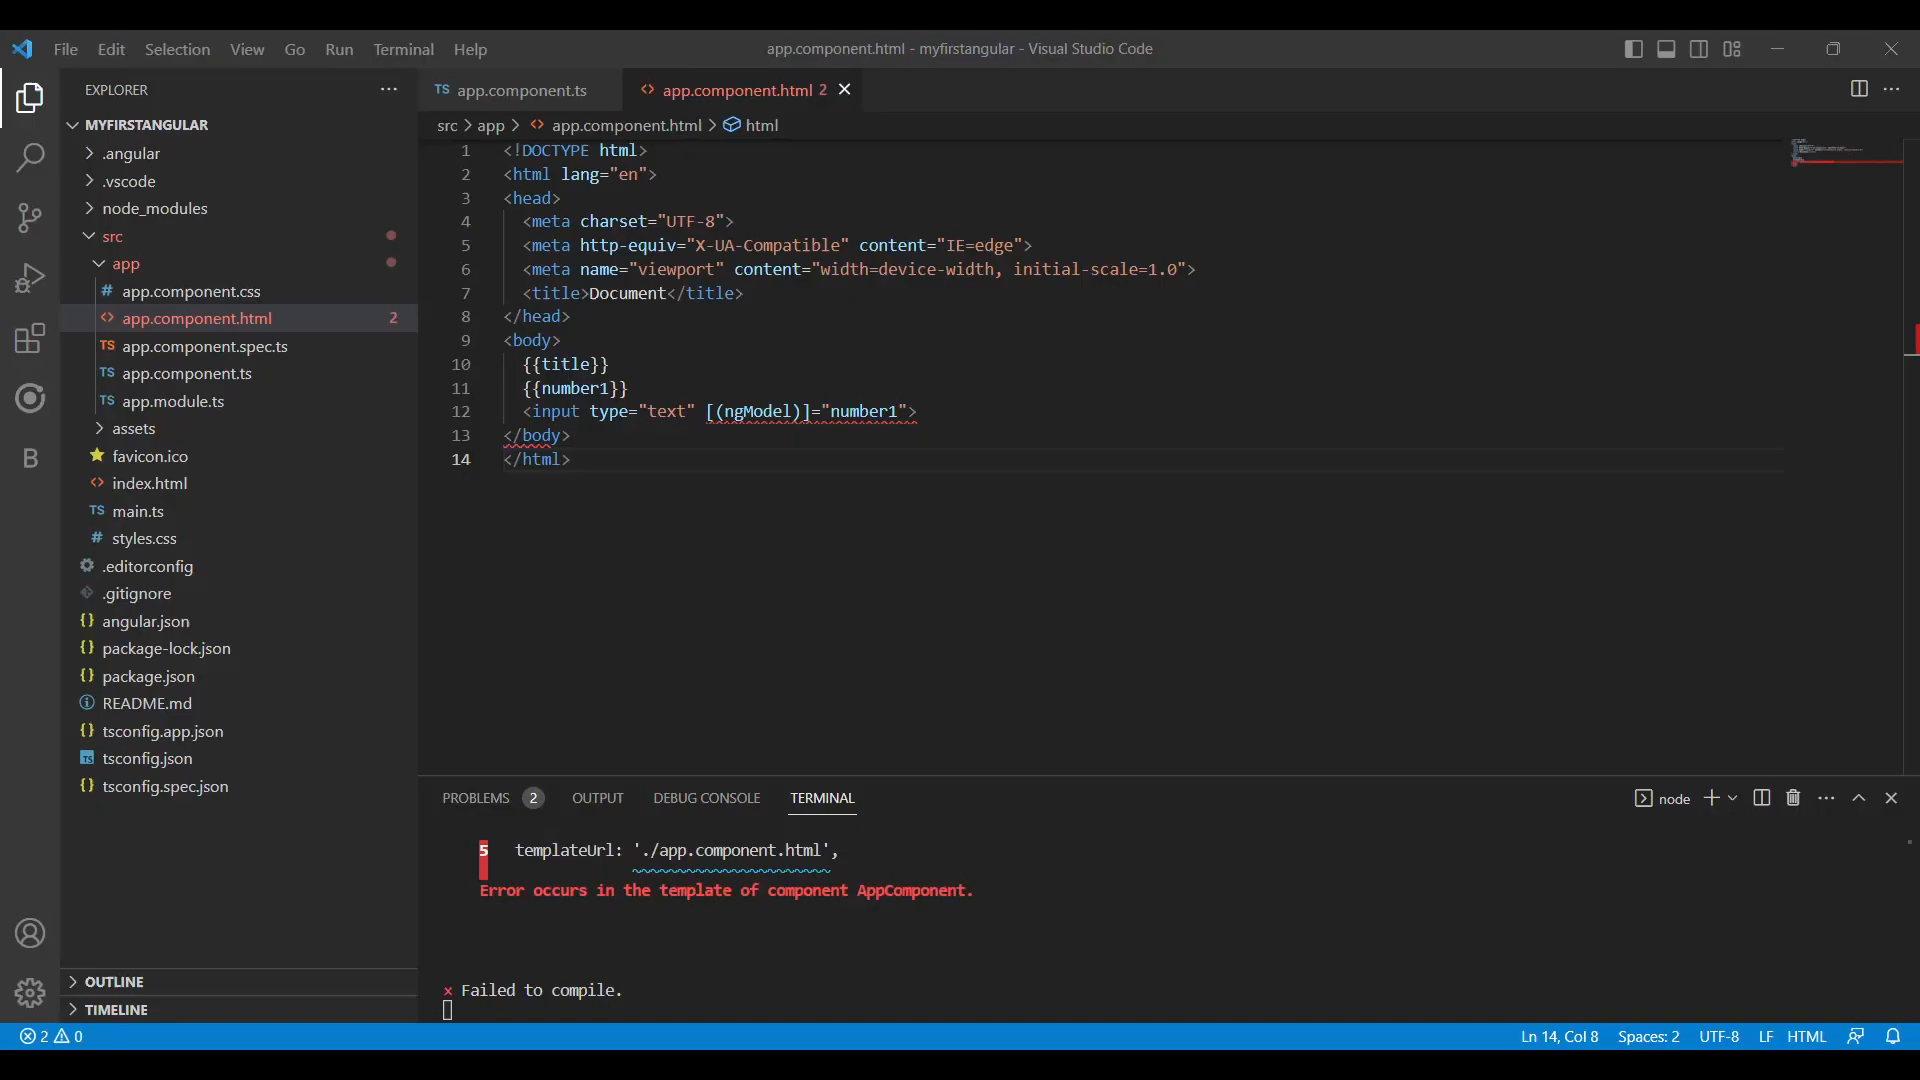 File Edit Selection View Go Run Terminal Help
app.component.html - myfirstangular - Visual Studio Code
EXPLORER
MYFIRSTANGULAR
.angular
.vscode
node_modules
src
app
# app.component.css
<> app.component.html 2
TS app.component.spec.ts
TS app.component.ts
TS app.module.ts
assets
favicon.ico
<> index.html
TS main.ts
# styles.css
.editorconfig
.gitignore
{} angular.json
{} package-lock.json
{} package.json
README.md
{} tsconfig.app.json
TS tsconfig.json
{} tsconfig.spec.json
OUTLINE
TIMELINE
B
TS app.component.ts
<> app.component.html 2
src > app > <> app.component.html > html
1 <!DOCTYPE html>
2 <html lang="en">
3 <head>
4 <meta charset="UTF-8">
5 <meta http-equiv="X-UA-Compatible" content="IE=edge">
6 <meta name="viewport" content="width=device-width, initial-scale=1.0">
7 <title>Document</title>
8 </head>
9 <body>
10 {{title}}
11 {{number1}}
12 <input type="text" [(ngModel)]="number1">
13 </body>
14 </html>
PROBLEMS 2 OUTPUT DEBUG CONSOLE TERMINAL
node
5 templateUrl: './app.component.html',
Error occurs in the template of component AppComponent.
× Failed to compile.
2 0
Ln 14, Col 8 Spaces: 2 UTF-8 LF HTML